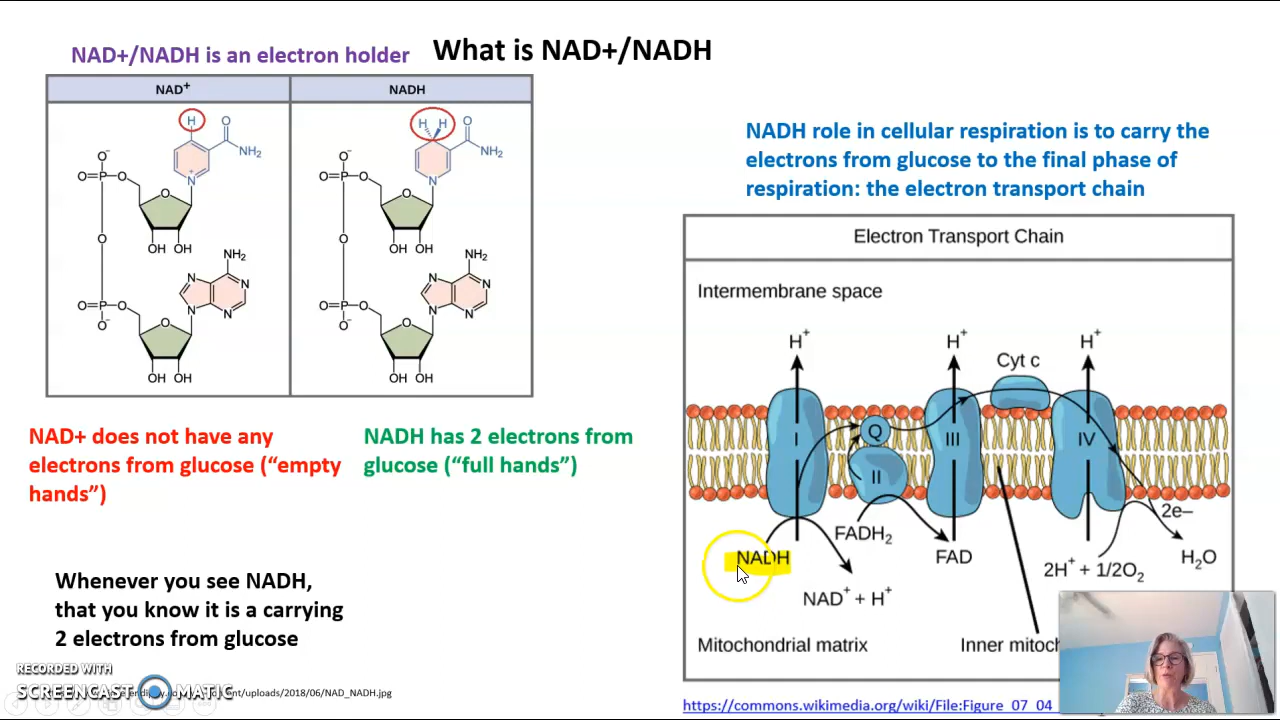 NAD+/NADH is an electron holder
What is NAD+/NADH
NAD+
NADH
H
O
NH2
N+
O-
O=P-O
O-
O
OH OH
O
NH2
N
N
N
N
O-
O=P-O
O-
O
OH OH
H H
O
NH2
N
O-
O=P-O
O-
O
OH OH
O
NH2
N
N
N
N
O-
O=P-O
O-
O
OH OH
NADH role in cellular respiration is to carry the
electrons from glucose to the final phase of
respiration: the electron transport chain
Electron Transport Chain
Intermembrane space
H+
H+
H+
Cyt c
I
Q
II
III
IV
2e–
NADH
FADH2
FAD
NAD+ + H+
2H+ + 1/2O2
H2O
Mitochondrial matrix
Inner
NAD+ does not have any
electrons from glucose (“empty
hands”)
NADH has 2 electrons from
glucose (“full hands”)
Whenever you see NADH,
that you know it is a carrying
2 electrons from glucose
RECORDED WITH
SCREENCAST MATIC
/uploads/2018/06/NAD_NADH.jpg
https://commons.wikimedia.org/wiki/File:Figure_07_04